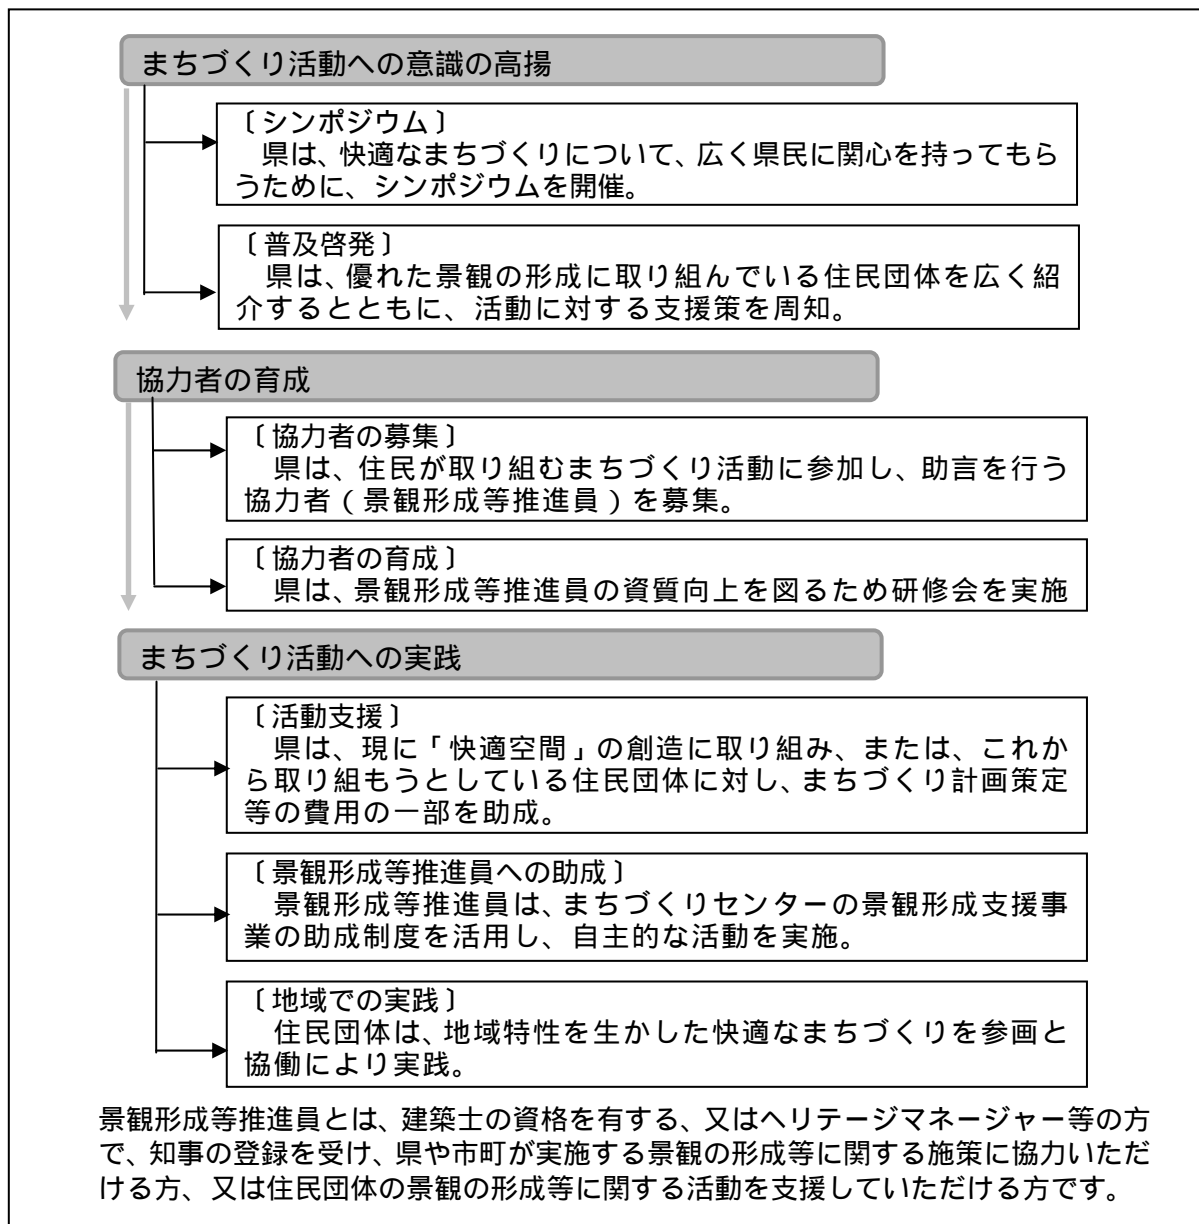 まちづくり活動への意識の高揚
〔シンポジウム〕
県は、快適なまちづくりについて、広く県民に関心を持ってもら
うために、シンポジウムを開催。
〔普及啓発〕
県は、優れた景観の形成に取り組んでいる住民団体を広く紹
介するとともに、活動に対する支援策を周知。
協力者の育成
〔協力者の募集〕
県は、住民が取り組むまちづくり活動に参加し、助言を行う
協力者（景観形成等推進員）を募集。
〔協力者の育成〕
県は、景観形成等推進員の資質向上を図るため研修会を実施
まちづくり活動への実践
〔活動支援〕
県は、現に「快適空間」の創造に取り組み、または、これか
ら取り組もうとしている住民団体に対し、まちづくり計画策定
等の費用の一部を助成。
〔景観形成等推進員への助成〕
景観形成等推進員は、まちづくりセンターの景観形成支援事
業の助成制度を活用し、自主的な活動を実施。
〔地域での実践〕
住民団体は、地域特性を生かした快適なまちづくりを参画と
協働により実践。
景観形成等推進員とは、建築士の資格を有する、又はヘリテージマネージャー等の方
で、知事の登録を受け、県や市町が実施する景観の形成等に関する施策に協力いただ
ける方、又は住民団体の景観の形成等に関する活動を支援していただける方です。